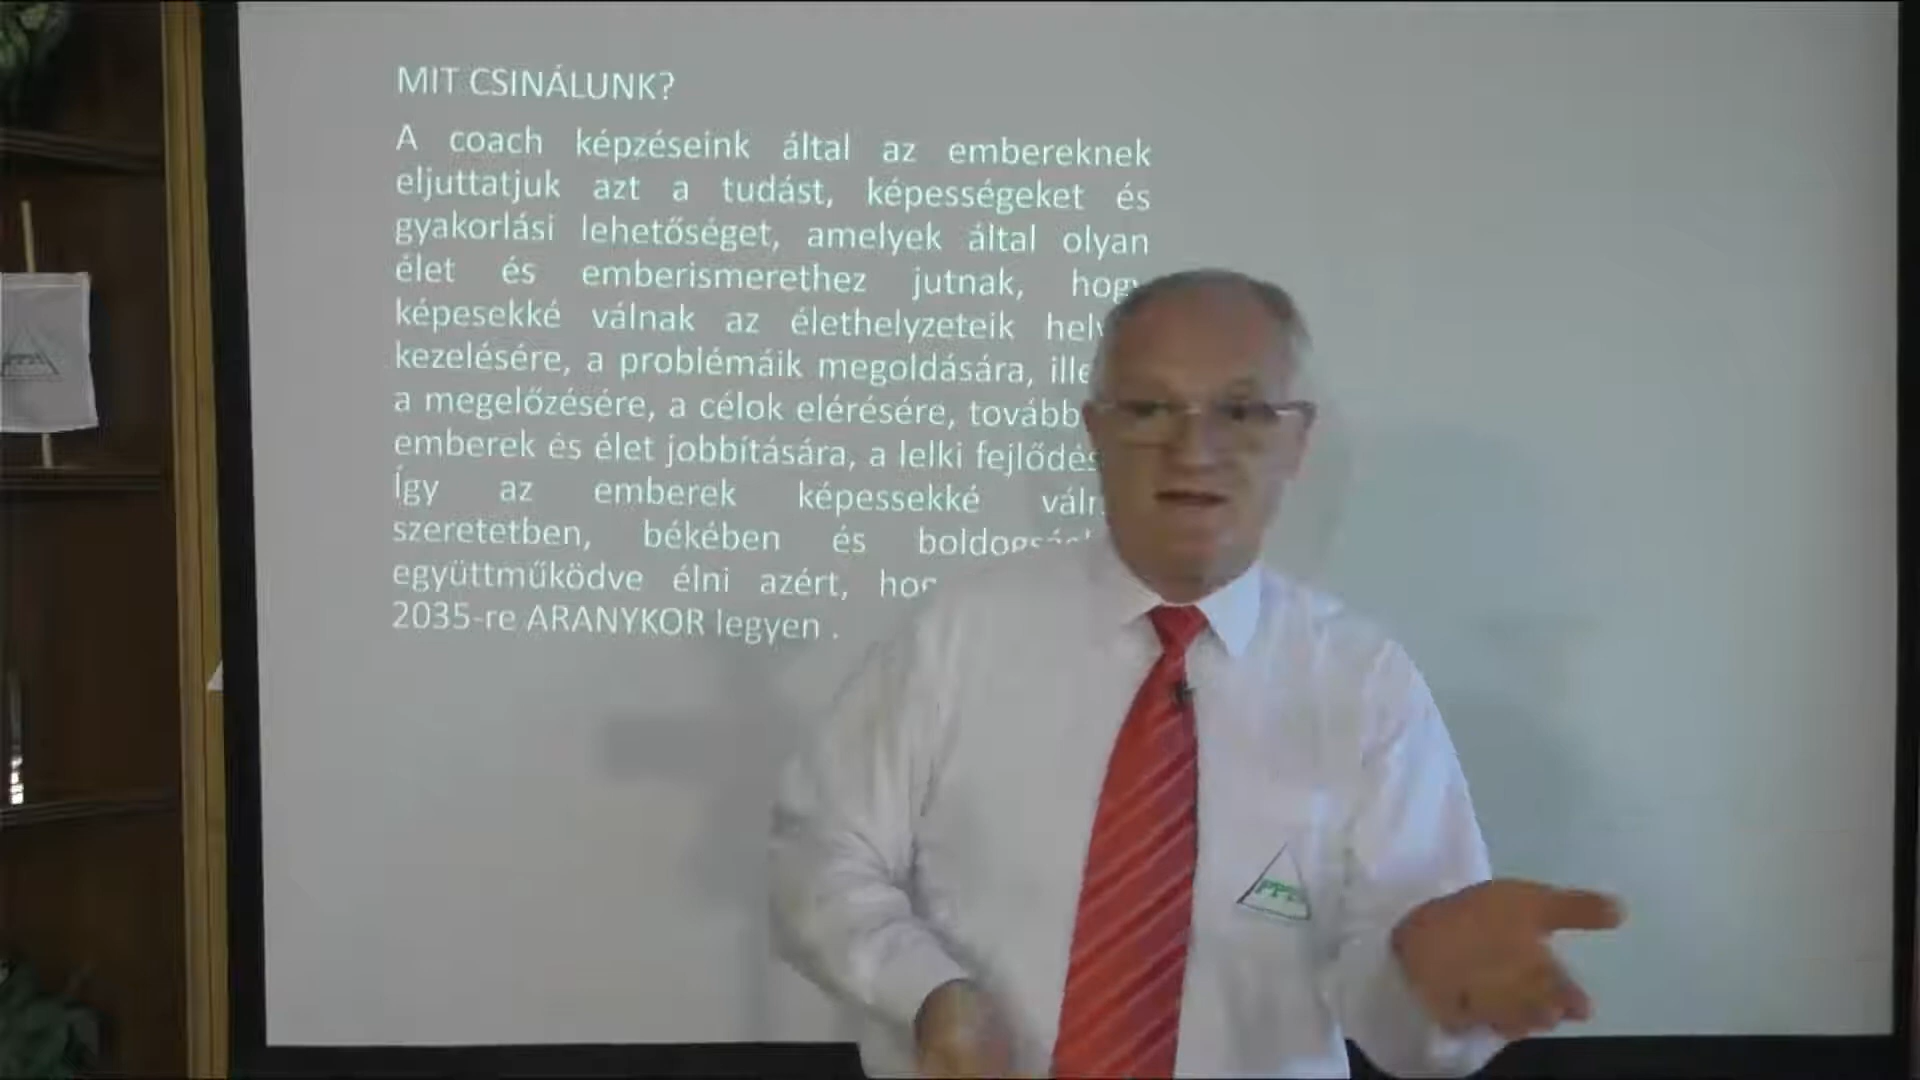 MIT CSINÁLUNK?
A coach képzéseink által az embereknek
eljuttatjuk azt a tudást, képességeket és
gyakorlási lehetőséget, amelyek által olyan
élet és emberismerethez jutnak,
képesekké válnak az élethelyzeteik
kezelésére, a problémáik megoldására,
a megelőzésére, a célok elérésére,
emberek és élet jobbítására, a lelki
Így az emberek képessekké
szeretetben, békében és
együttműködve élni azért,
2035-re ARANYKOR legyen .